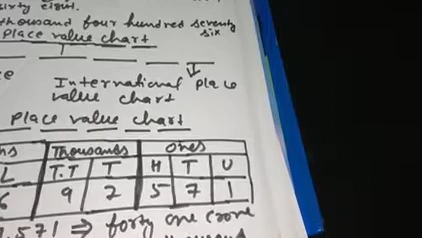 sixty eight.
thousand four hundred seventy
six
place value chart
International place
value chart
place value chart
Thousands ones
L T.T T H T U
6 9 2 5 7 1
,571 ⇒ forty one crore